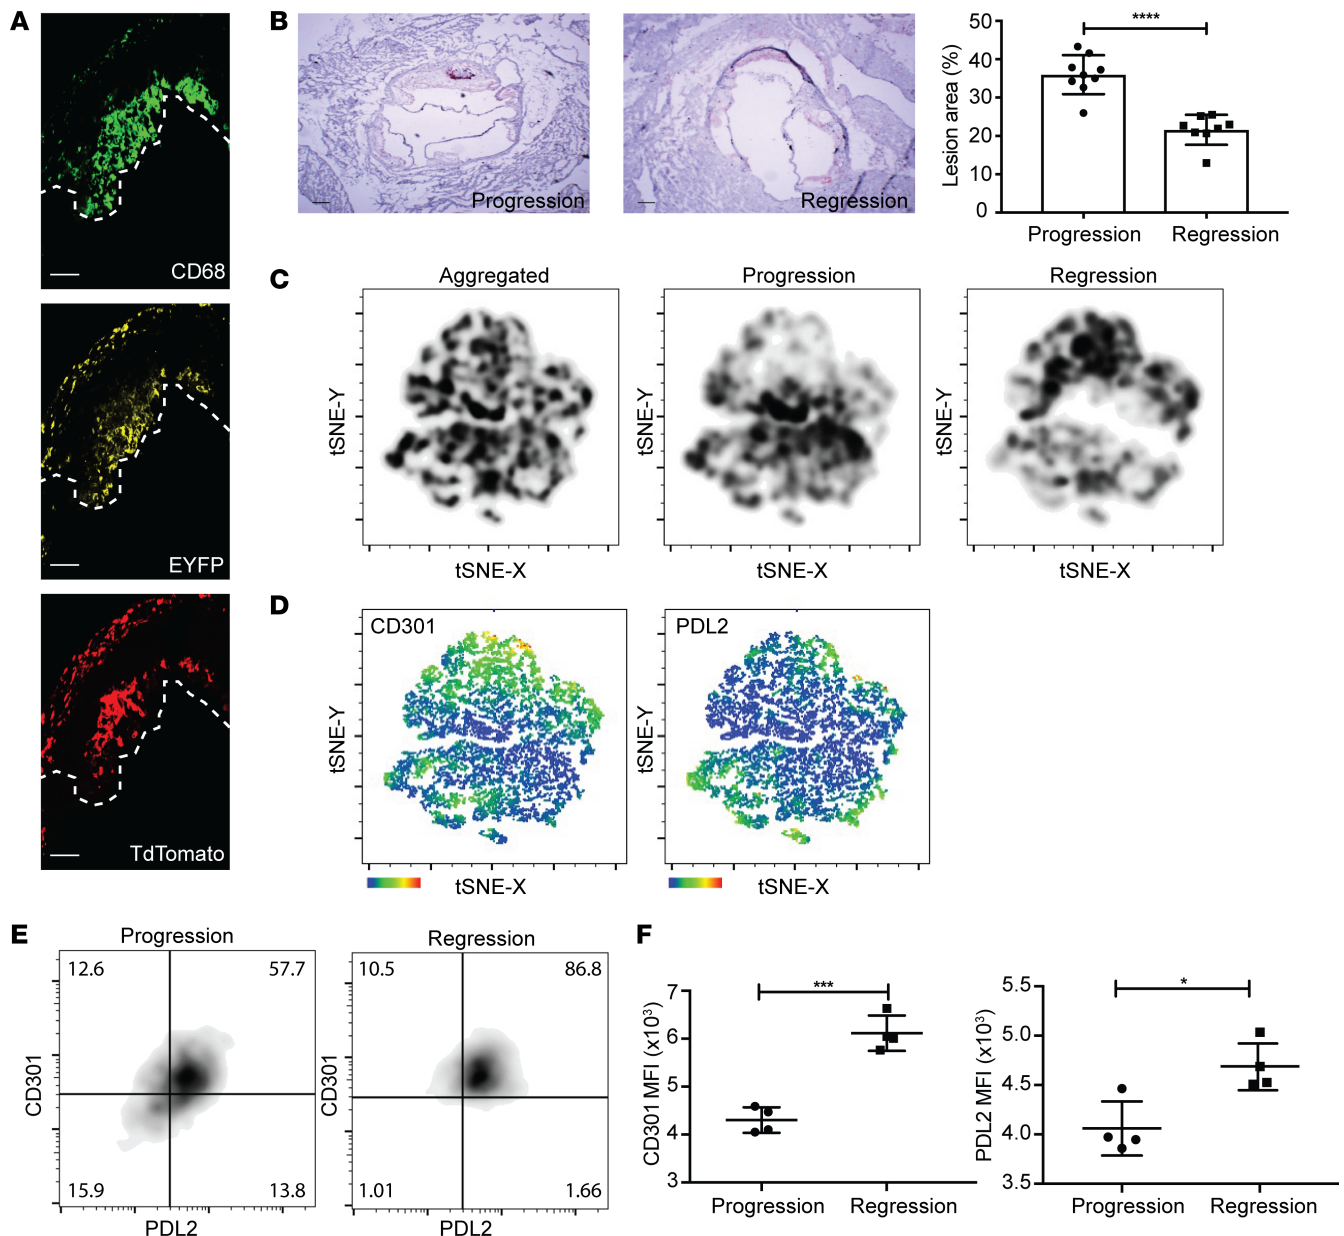 A
CD68
EYFP
TdTomato
B
Progression
Regression
Lesion area (%)
50
40
30
20
10
0
****
Progression
Regression
C
Aggregated
Progression
Regression
tSNE-Y
tSNE-Y
tSNE-Y
tSNE-X
tSNE-X
tSNE-X
D
CD301
PDL2
tSNE-Y
tSNE-Y
tSNE-X
tSNE-X
E
Progression
12.6
57.7
15.9
13.8
CD301
PDL2
Regression
10.5
86.8
1.01
1.66
CD301
PDL2
F
CD301 MFI (x10³)
7
6
5
4
3
***
Progression
Regression
PDL2 MFI (x10³)
5.5
5.0
4.5
4.0
3.5
*
Progression
Regression